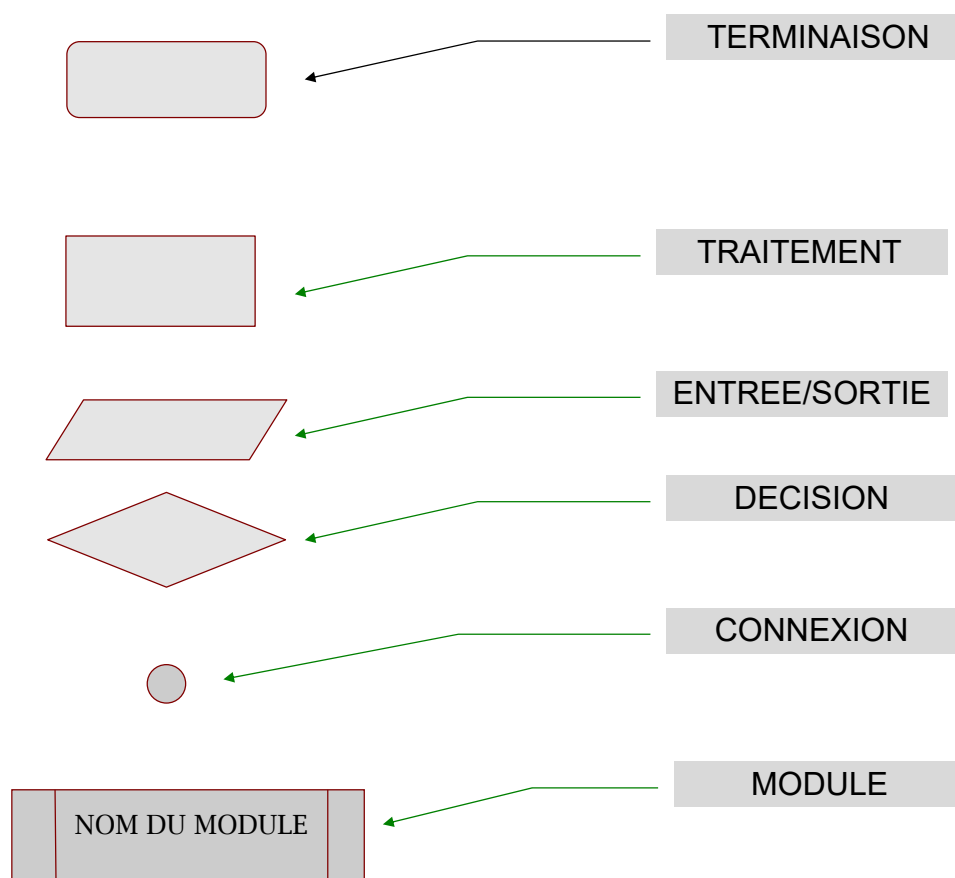 TERMINAISON
TRAITEMENT
ENTREE/SORTIE
DECISION
CONNEXION
MODULE
NOM DU MODULE